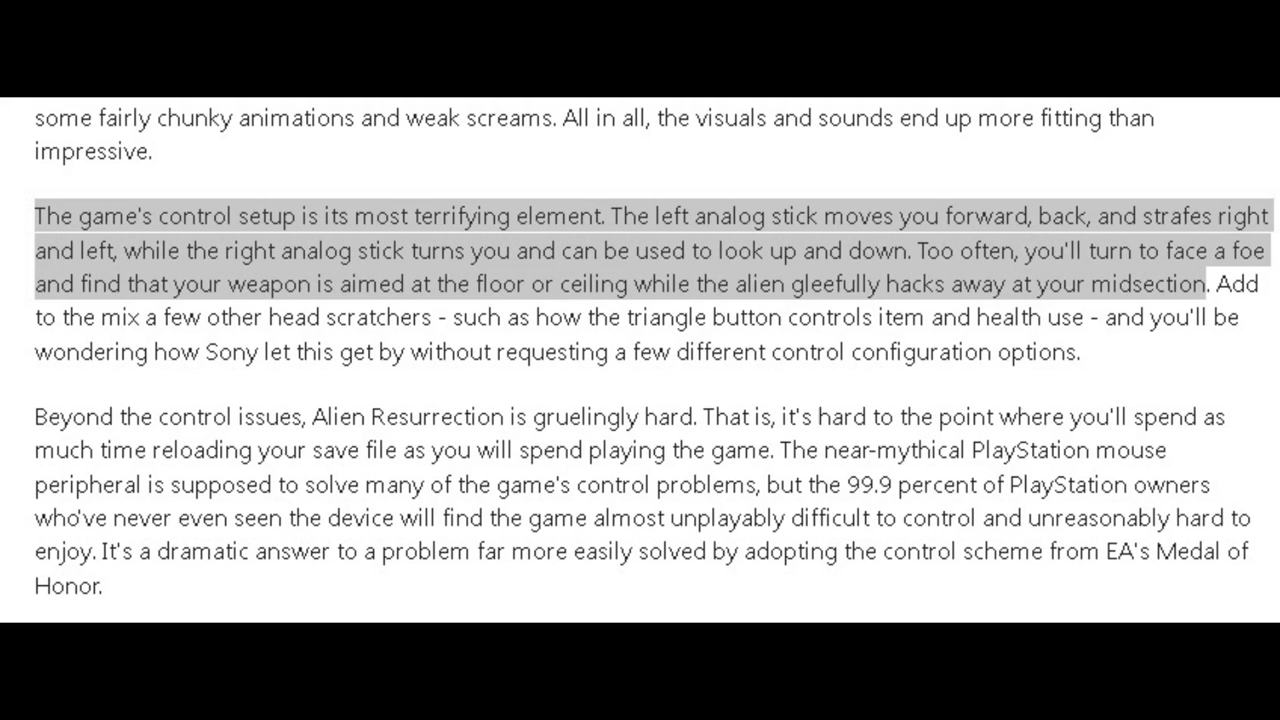 some fairly chunky animations and weak screams. All in all, the visuals and sounds end up more fitting than
impressive.
The game's control setup is its most terrifying element. The left analog stick moves you forward, back, and strafes right
and left, while the right analog stick turns you and can be used to look up and down. Too often, you'll turn to face a foe
and find that your weapon is aimed at the floor or ceiling while the alien gleefully hacks away at your midsection. Add
to the mix a few other head scratchers - such as how the triangle button controls item and health use - and you'll be
wondering how Sony let this get by without requesting a few different control configuration options.
Beyond the control issues, Alien Resurrection is gruelingly hard. That is, it's hard to the point where you'll spend as
much time reloading your save file as you will spend playing the game. The near-mythical PlayStation mouse
peripheral is supposed to solve many of the game's control problems, but the 99.9 percent of PlayStation owners
who've never even seen the device will find the game almost unplayably difficult to control and unreasonably hard to
enjoy. It's a dramatic answer to a problem far more easily solved by adopting the control scheme from EA's Medal of
Honor.